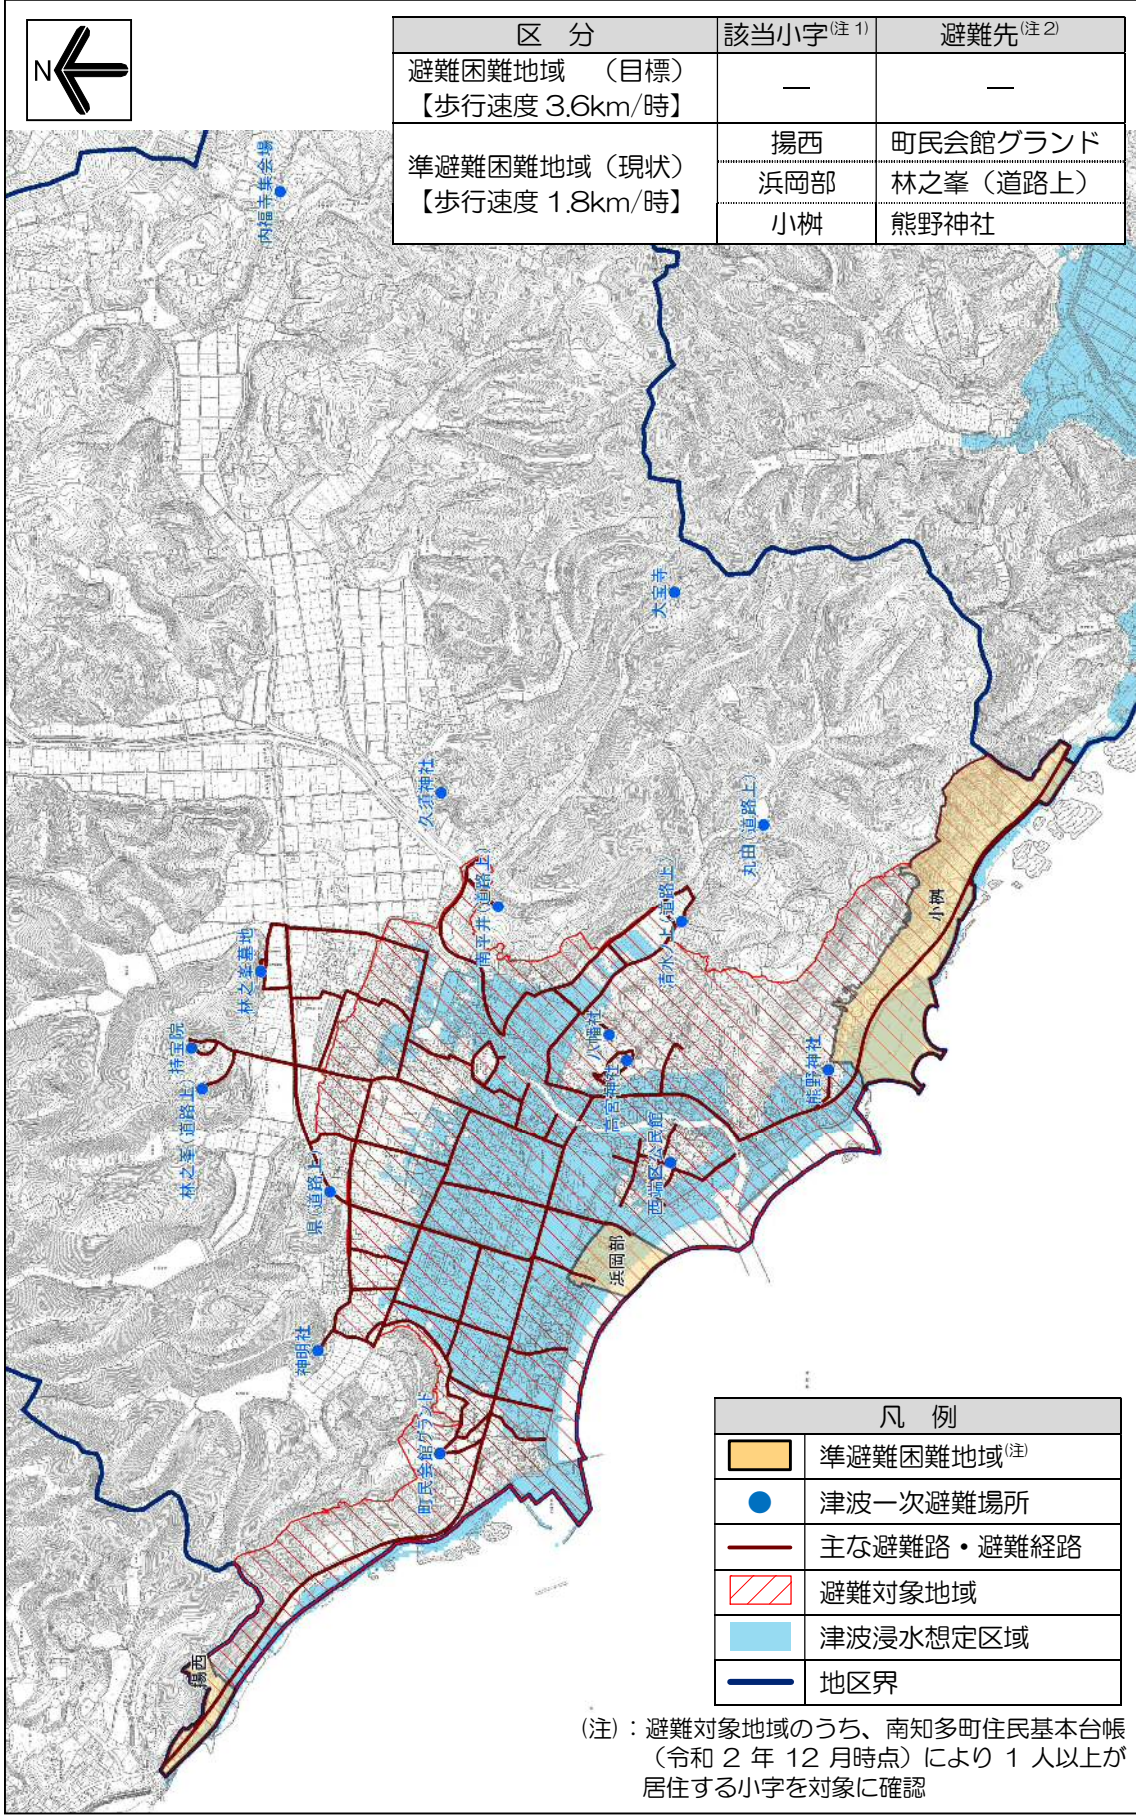 N
区 分 該当小字(注1) 避難先(注2)
避難困難地域 (目標)
【歩行速度 3.6km/時】 ― ―
準避難困難地域(現状)
【歩行速度 1.8km/時】
揚西 町民会館グランド
浜岡部 林之峯(道路上)
小桝 熊野神社
内福寺集会場
大宝寺
久須神社
丸田(道路上)
南平井(道路上)
清水ノ上(道路上)
小桝
林之峯墓地
持宝院
林之峯(道路上)
八幡社
高宮神社
熊野神社
西端区公民館
県(道路上)
浜岡部
神明社
町民会館グランド
揚西
凡 例
準避難困難地域(注)
津波一次避難場所
主な避難路・避難経路
避難対象地域
津波浸水想定区域
地区界
(注):避難対象地域のうち、南知多町住民基本台帳
(令和 2 年 12 月時点)により 1 人以上が
居住する小字を対象に確認